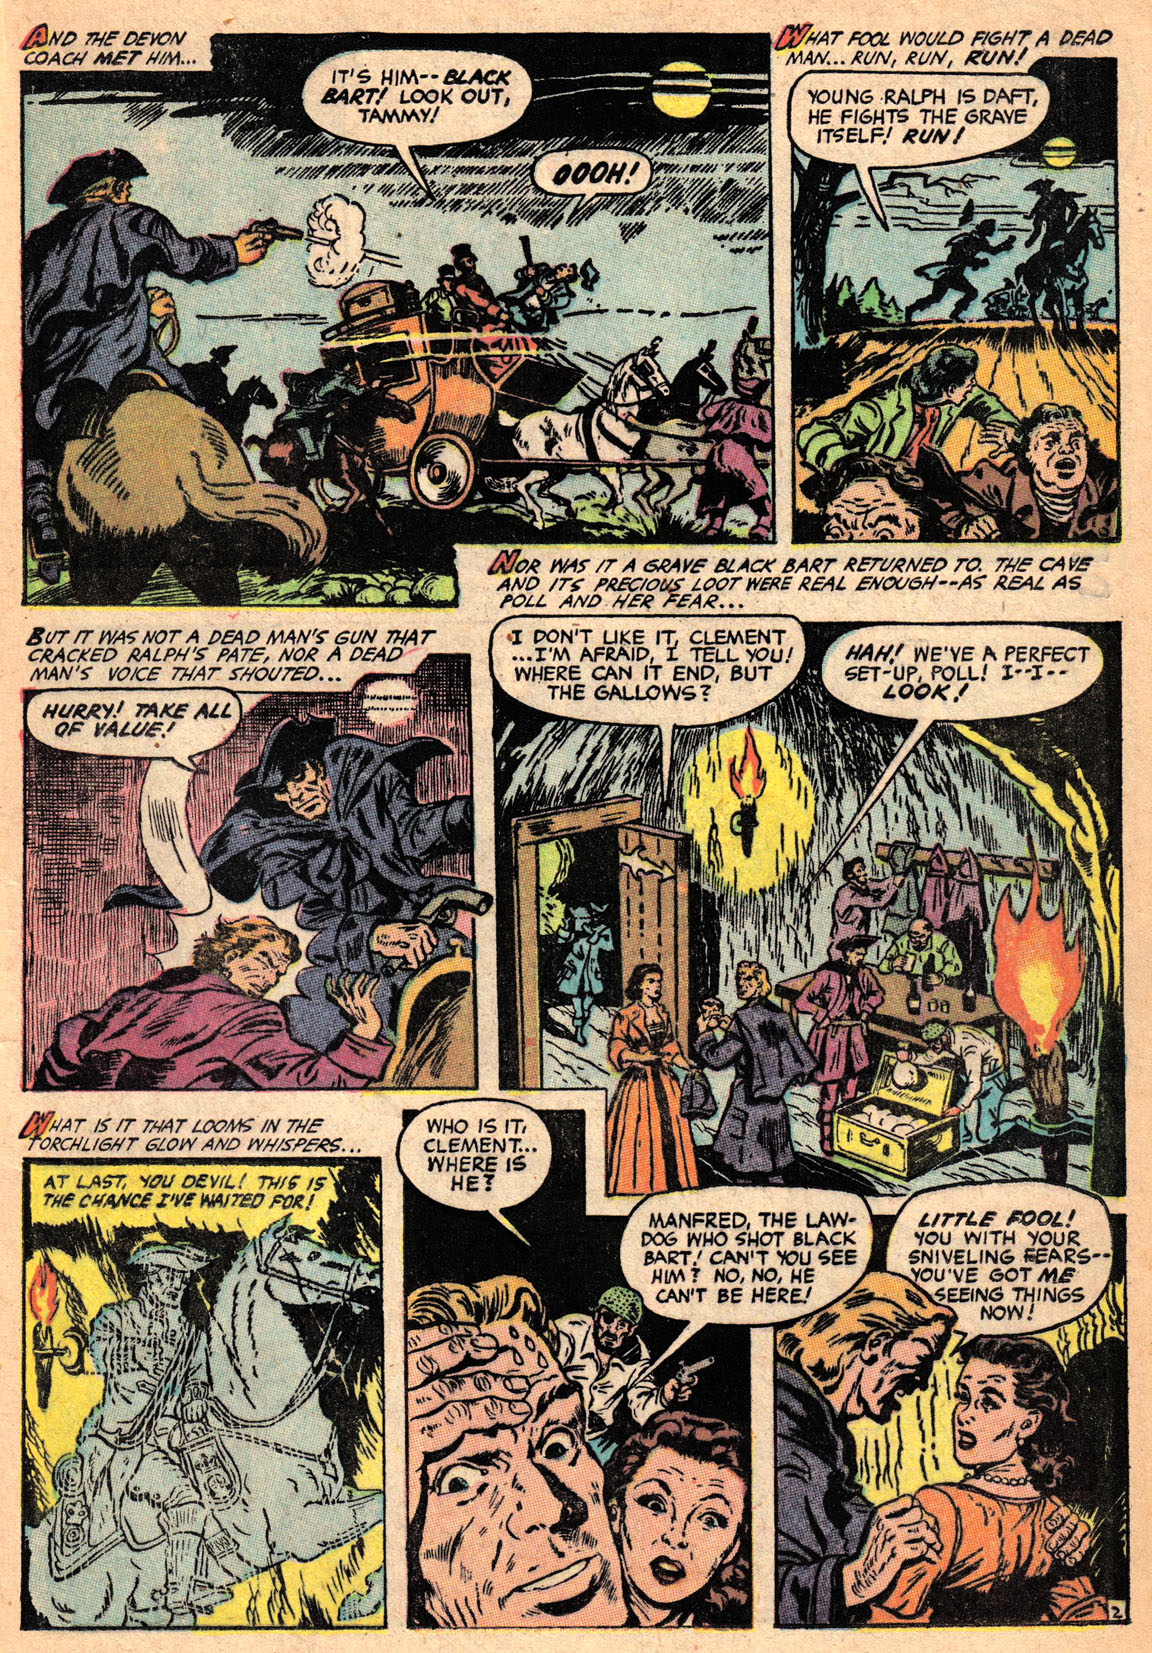 AND THE DEVON
COACH MET HIM...
IT'S HIM--BLACK
BART! LOOK OUT,
TAMMY!
OOOH!
WHAT FOOL WOULD FIGHT A DEAD
MAN... RUN, RUN, RUN!
YOUNG RALPH IS DAFT,
HE FIGHTS THE GRAVE
ITSELF! RUN!
BUT IT WAS NOT A DEAD MAN'S GUN THAT
CRACKED RALPH'S PATE, NOR A DEAD
MAN'S VOICE THAT SHOUTED...
HURRY! TAKE ALL
OF VALUE!
NOR WAS IT A GRAVE BLACK BART RETURNED TO. THE CAVE
AND ITS PRECIOUS LOOT WERE REAL ENOUGH--AS REAL AS
POLL AND HER FEAR...
I DON'T LIKE IT, CLEMENT
...I'M AFRAID, I TELL YOU!
WHERE CAN IT END, BUT
THE GALLOWS?
HAH! WE'VE A PERFECT
SET-UP, POLL! I--I--
LOOK!
WHAT IS IT THAT LOOMS IN THE
TORCHLIGHT GLOW AND WHISPERS...
AT LAST, YOU DEVIL! THIS IS
THE CHANCE I'VE WAITED FOR!
WHO IS IT,
CLEMENT...
WHERE IS
HE?
MANFRED, THE LAW-
DOG WHO SHOT BLACK
BART! CAN'T YOU SEE
HIM? NO, NO, HE
CAN'T BE HERE!
LITTLE FOOL!
YOU WITH YOUR
SNIVELING FEARS--
YOU'VE GOT ME
SEEING THINGS
NOW!
2